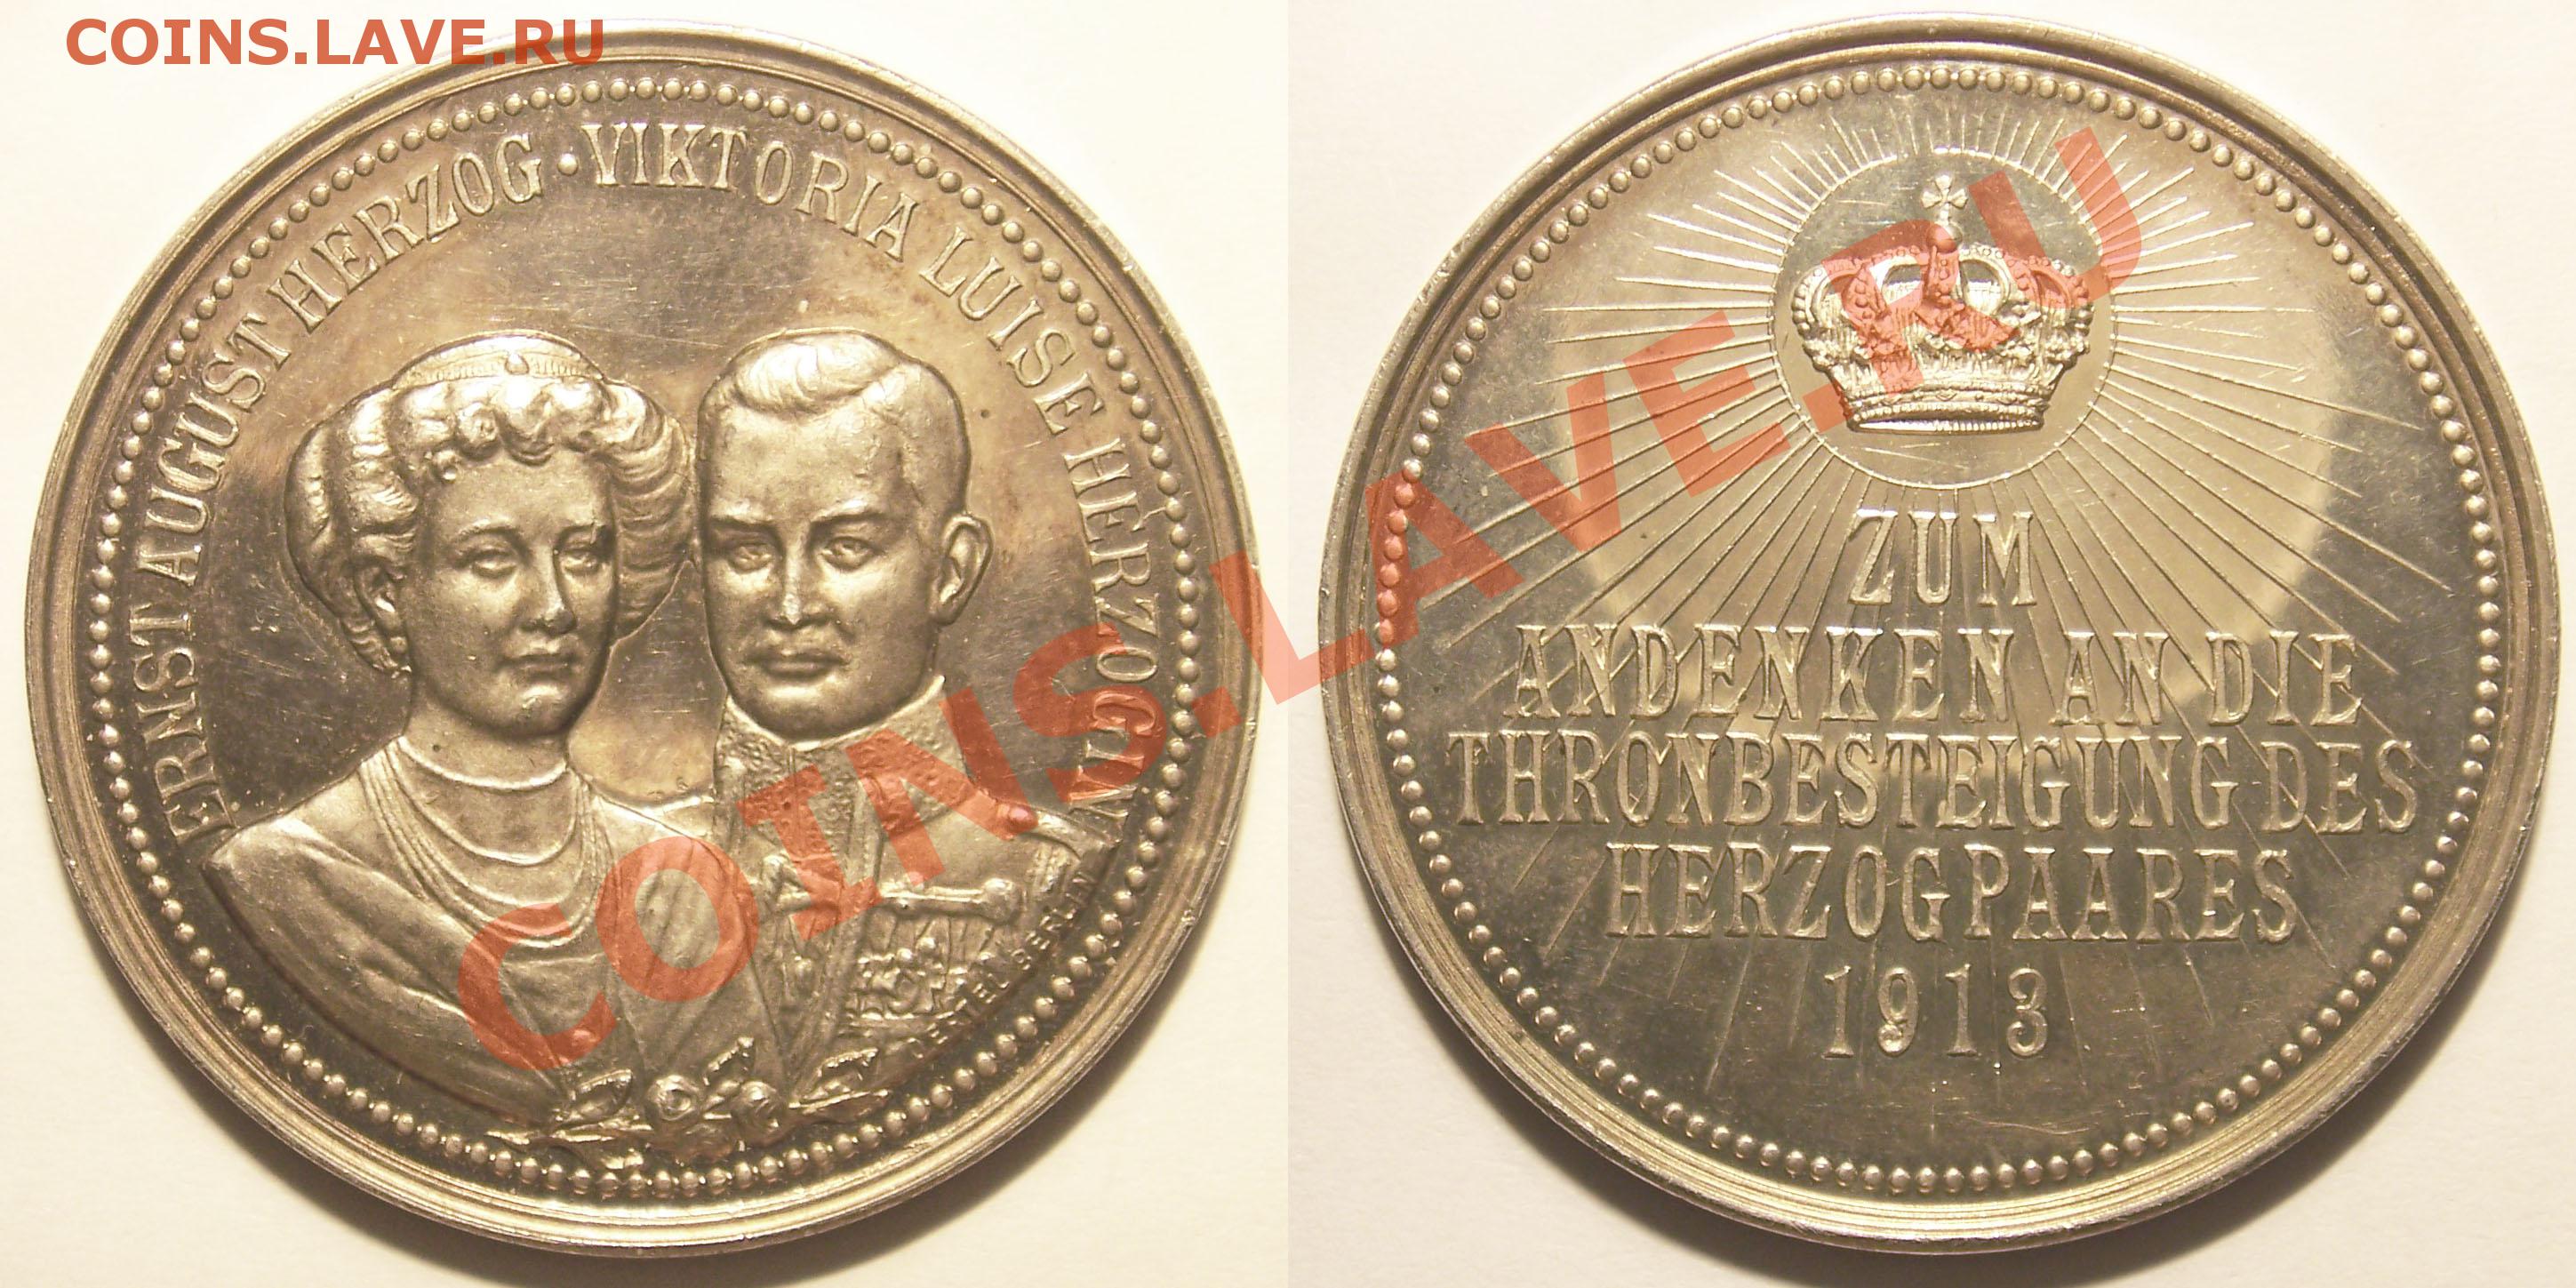 COINS.LAVE.RU
ERNST AUGUST HERZOG · VIKTORIA LUISE HERZOGIN
OERTEL BERLIN
ZUM
ANDENKEN AN DIE
THRONBESTEIGUNG DES
HERZOGPAARES
1913
COINS.LAVE.RU